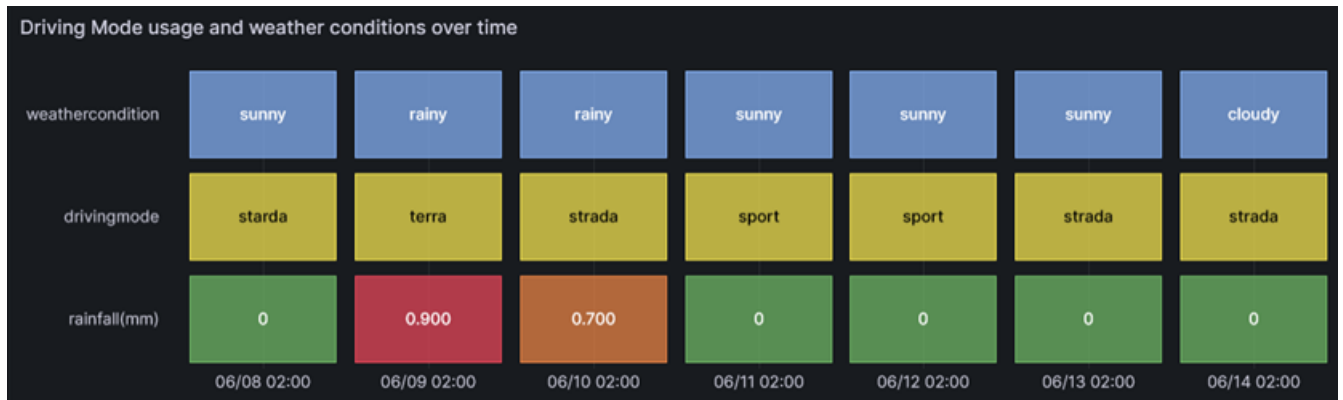 Driving Mode usage and weather conditions over time
weathercondition sunny rainy rainy sunny sunny sunny cloudy
drivingmode starda terra strada sport sport strada strada
rainfall(mm) 0 0.900 0.700 0 0 0 0
06/08 02:00 06/09 02:00 06/10 02:00 06/11 02:00 06/12 02:00 06/13 02:00 06/14 02:00